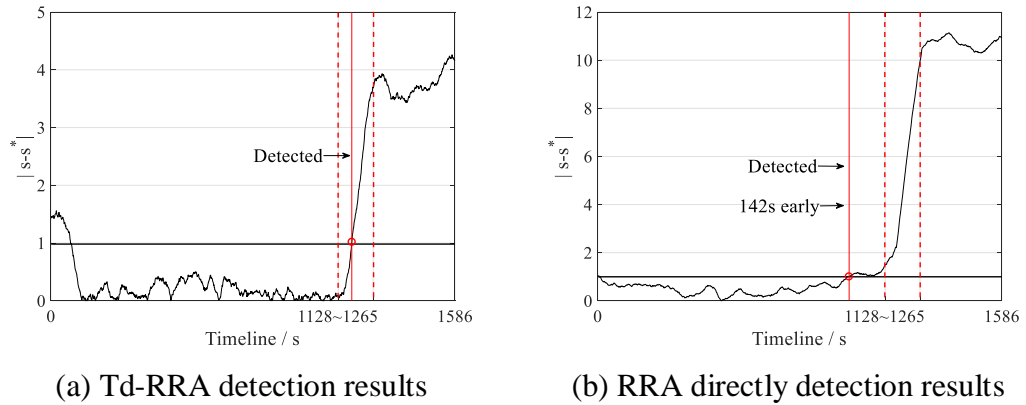 5
4
3
2
1
0
| s-s* |
Detected
0
1128~1265
1586
Timeline / s
(a) Td-RRA detection results
12
10
8
6
4
2
0
| s-s* |
Detected
142s early
0
1128~1265
1586
Timeline / s
(b) RRA directly detection results